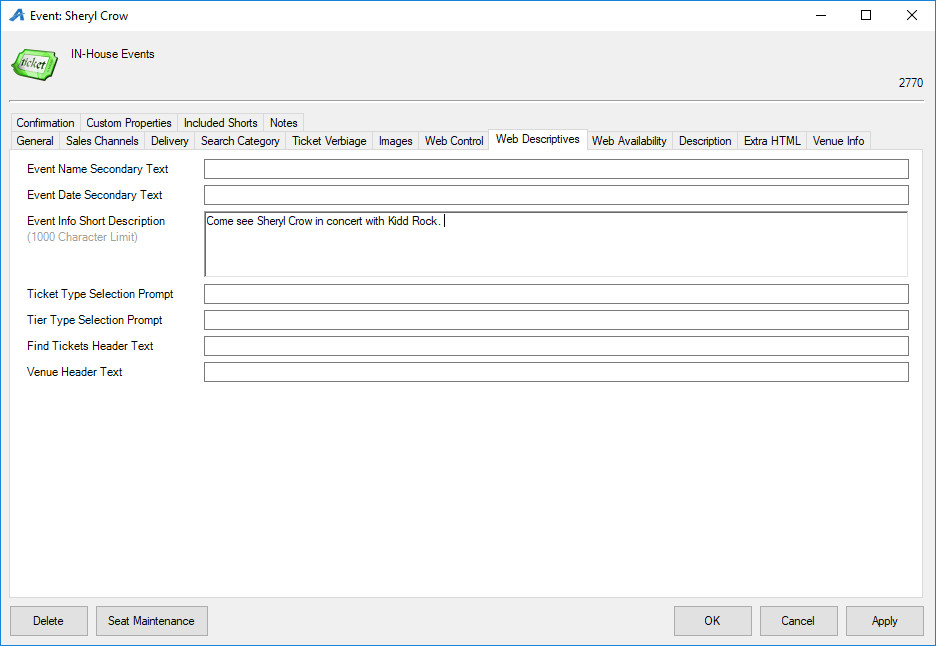 Event: Sheryl Crow
ticket
IN-House Events
2770
Confirmation Custom Properties Included Shorts Notes
General Sales Channels Delivery Search Category Ticket Verbiage Images Web Control Web Descriptives Web Availability Description Extra HTML Venue Info
Event Name Secondary Text
Event Date Secondary Text
Event Info Short Description Come see Sheryl Crow in concert with Kidd Rock.
(1000 Character Limit)
Ticket Type Selection Prompt
Tier Type Selection Prompt
Find Tickets Header Text
Venue Header Text
Delete Seat Maintenance OK Cancel Apply